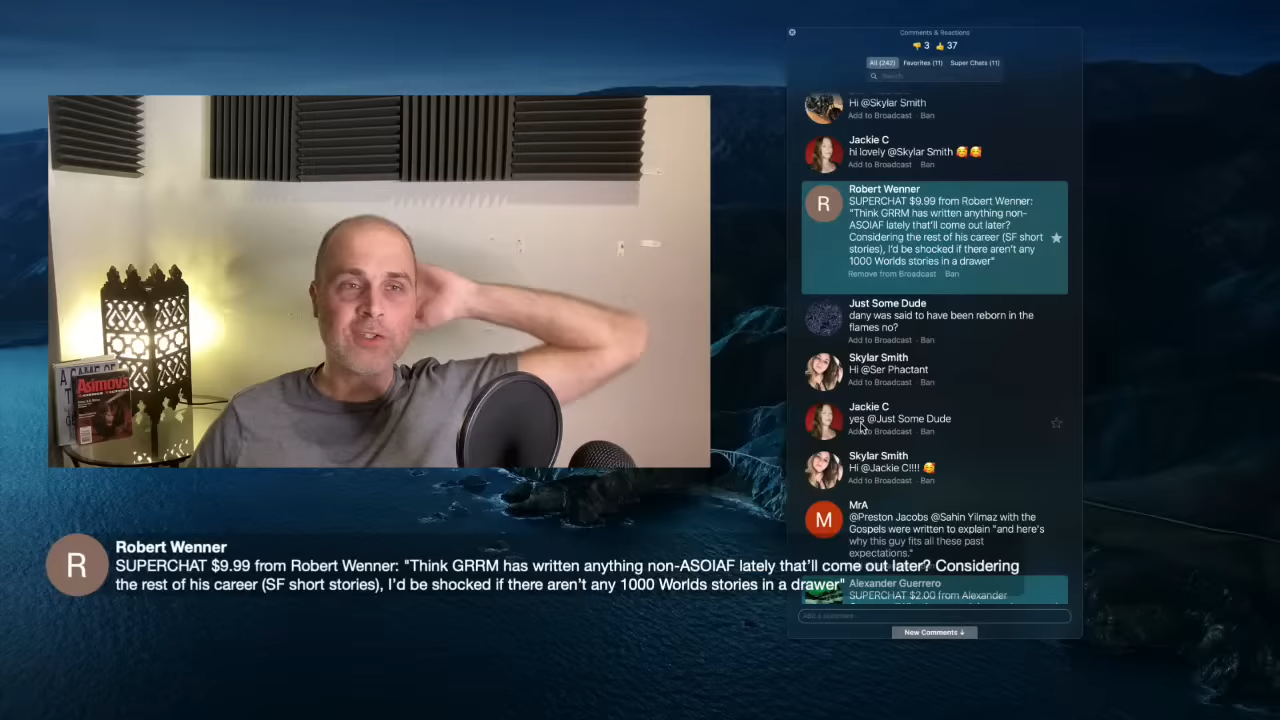 Comments & Reactions
👎 3 👍 37
All (242) Favorites (11) Super Chats (11)
Search
Hi @Skylar Smith
Add to Broadcast Ban
Jackie C
hi lovely @Skylar Smith 🥰 🥰
Add to Broadcast Ban
R
Robert Wenner
SUPERCHAT $9.99 from Robert Wenner:
"Think GRRM has written anything non-
ASOIAF lately that'll come out later?
Considering the rest of his career (SF short
stories), I'd be shocked if there aren't any
1000 Worlds stories in a drawer"
Remove from Broadcast Ban
Just Some Dude
dany was said to have been reborn in the
flames no?
Add to Broadcast Ban
Skylar Smith
Hi @Ser Phactant
Add to Broadcast Ban
Jackie C
yes @Just Some Dude
Add to Broadcast Ban
Skylar Smith
Hi @Jackie C!!!! 🥰
Add to Broadcast Ban
M
MrA
@Preston Jacobs @Sahin Yilmaz with the
Gospels were written to explain "and here's
why this guy fits all these past
expectations."
Alexander Guerrero
SUPERCHAT $2.00 from Alexander
Add a comment
New Comments ↓
A GAME OF
Asimov's
R
Robert Wenner
SUPERCHAT $9.99 from Robert Wenner: "Think GRRM has written anything non-ASOIAF lately that'll come out later? Considering
the rest of his career (SF short stories), I'd be shocked if there aren't any 1000 Worlds stories in a drawer"